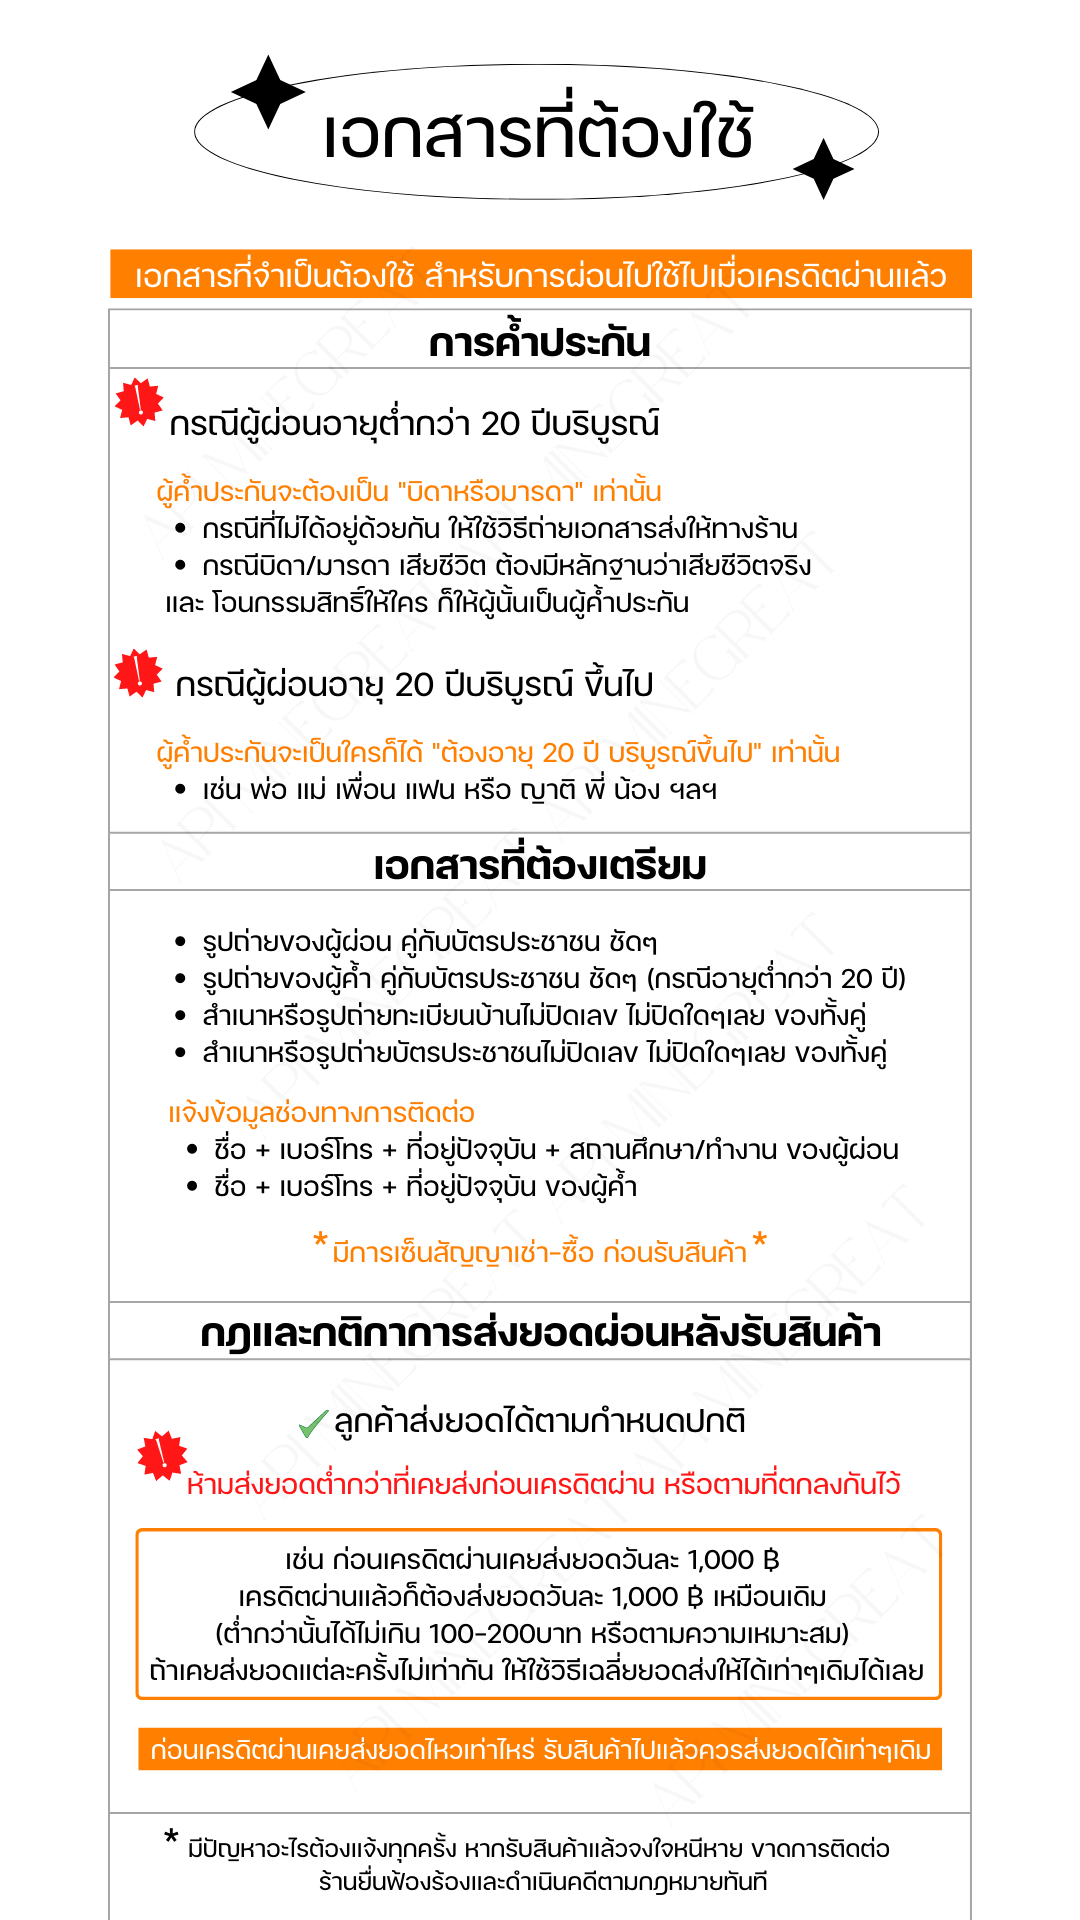 เอกสารที่ต้องใช้
เอกสารที่จำเป็นต้องใช้ สำหรับการผ่อนไปใช้ไปเมื่อเครดิตผ่านแล้ว
การค้ำประกัน
กรณีผู้ผ่อนอายุต่ำกว่า 20 ปีบริบูรณ์
ผู้ค้ำประกันจะต้องเป็น "บิดาหรือมารดา" เท่านั้น
• กรณีที่ไม่ได้อยู่ด้วยกัน ให้ใช้วิธีถ่ายเอกสารส่งให้ทางร้าน
• กรณีบิดา/มารดา เสียชีวิต ต้องมีหลักฐานว่าเสียชีวิตจริง
และ โอนกรรมสิทธิ์ให้ใคร ก็ให้ผู้นั้นเป็นผู้ค้ำประกัน
กรณีผู้ผ่อนอายุ 20 ปีบริบูรณ์ ขึ้นไป
ผู้ค้ำประกันจะเป็นใครก็ได้ "ต้องอายุ 20 ปี บริบูรณ์ขึ้นไป" เท่านั้น
• เช่น พ่อ แม่ เพื่อน แฟน หรือ ญาติ พี่ น้อง ฯลฯ
เอกสารที่ต้องเตรียม
• รูปถ่ายของผู้ผ่อน คู่กับบัตรประชาชน ชัดๆ
• รูปถ่ายของผู้ค้ำ คู่กับบัตรประชาชน ชัดๆ (กรณีอายุต่ำกว่า 20 ปี)
• สำเนาหรือรูปถ่ายทะเบียนบ้านไม่ปิดเลข ไม่ปิดใดๆเลย ของทั้งคู่
• สำเนาหรือรูปถ่ายบัตรประชาชนไม่ปิดเลข ไม่ปิดใดๆเลย ของทั้งคู่
แจ้งข้อมูลช่องทางการติดต่อ
• ชื่อ + เบอร์โทร + ที่อยู่ปัจจุบัน + สถานศึกษา/ทำงาน ของผู้ผ่อน
• ชื่อ + เบอร์โทร + ที่อยู่ปัจจุบัน ของผู้ค้ำ
* มีการเซ็นสัญญาเช่า-ซื้อ ก่อนรับสินค้า *
กฎและกติกาการส่งยอดผ่อนหลังรับสินค้า
ลูกค้าส่งยอดได้ตามกำหนดปกติ
ห้ามส่งยอดต่ำกว่าที่เคยส่งก่อนเครดิตผ่าน หรือตามที่ตกลงกันไว้
เช่น ก่อนเครดิตผ่านเคยส่งยอดวันละ 1,000 ฿
เครดิตผ่านแล้วก็ต้องส่งยอดวันละ 1,000 ฿ เหมือนเดิม
(ต่ำกว่านั้นได้ไม่เกิน 100-200บาท หรือตามความเหมาะสม)
ถ้าเคยส่งยอดแต่ละครั้งไม่เท่ากัน ให้ใช้วิธีเฉลี่ยยอดส่งให้ได้เท่าๆเดิมได้เลย
ก่อนเครดิตผ่านเคยส่งยอดไหวเท่าไหร่ รับสินค้าไปแล้วควรส่งยอดได้เท่าๆเดิม
* มีปัญหาอะไรต้องแจ้งทุกครั้ง หากรับสินค้าแล้วจงใจหนีหาย ขาดการติดต่อ
ร้านยื่นฟ้องร้องและดำเนินคดีตามกฎหมายทันที